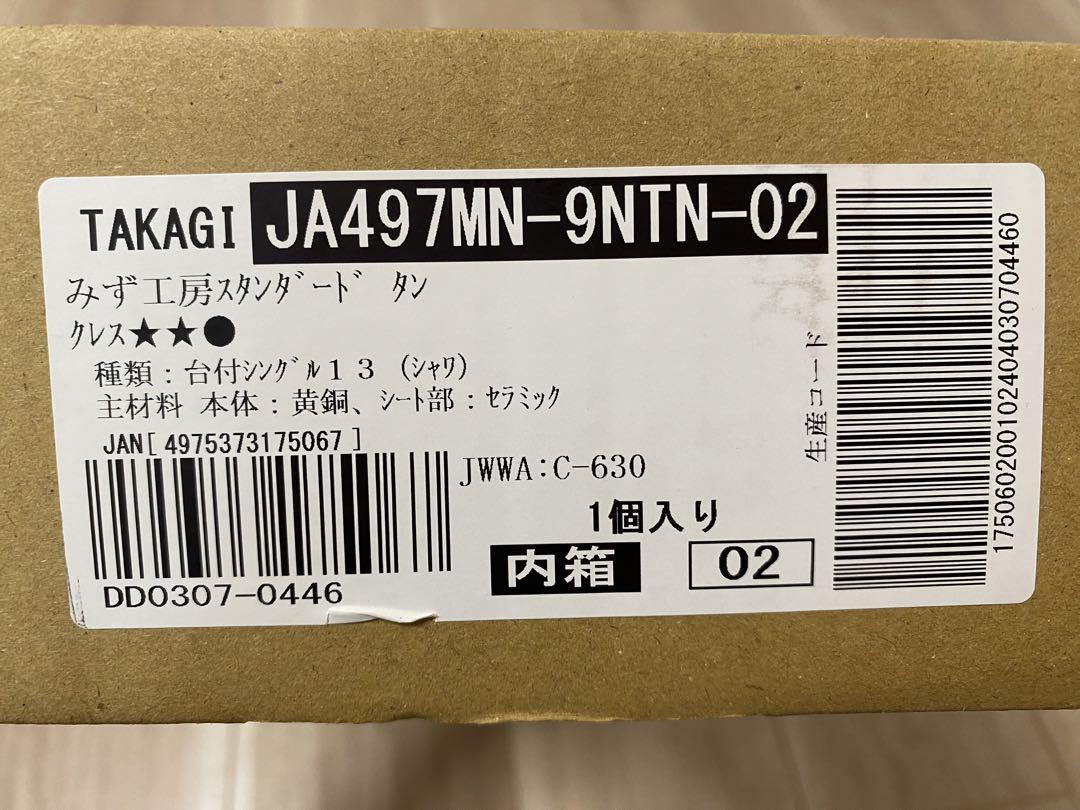 TAKAGI JA497MN-9NTN-02
みず工房ｽﾀﾝﾀﾞｰﾄﾞ ﾀﾝ
ｸﾚｽ★★●
種類：台付ｼﾝｸﾞﾙ１３（ｼｬﾜ）
主材料 本体：黄銅、ｼｰﾄ部：ｾﾗﾐｯｸ
JAN[ 4975373175067 ]
JWWA:C-630
1個入り
内箱 02
DD0307-0446
生産コード
17506020010240403070446​0